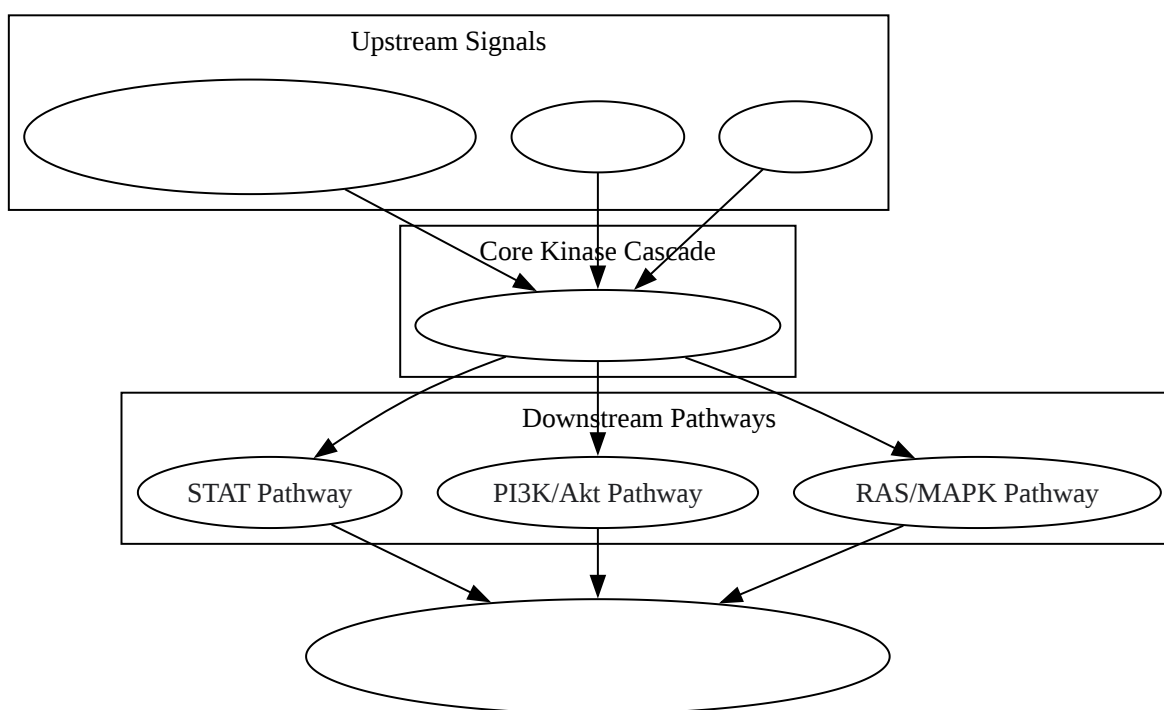 Upstream Signals
Core Kinase Cascade
Downstream Pathways
STAT Pathway
PI3K/Akt Pathway
RAS/MAPK Pathway